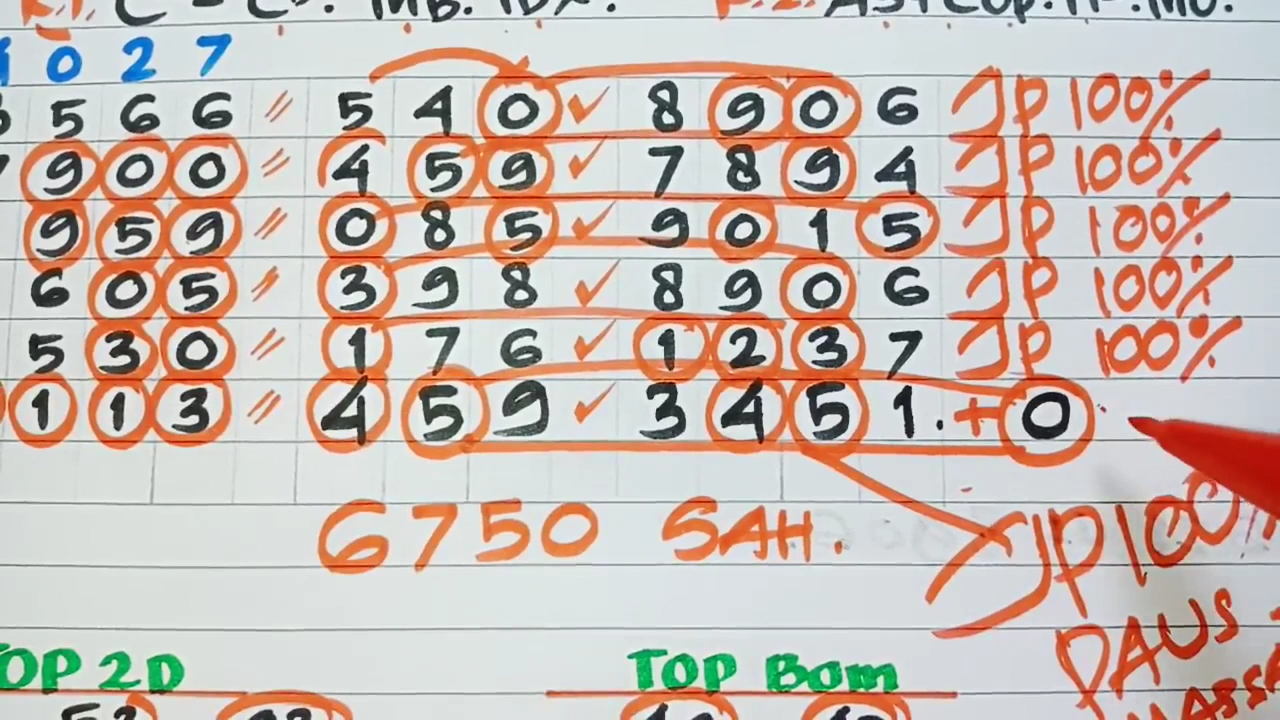 MB.
0 2 7
5 6 6 " 5 4 0 ✓ 8 9 0 6 JP 100%
9 0 0 " 4 5 9 ✓ 7 8 9 4 JP 100%
9 5 9 " 0 8 5 ✓ 9 0 1 5 JP 100%
6 0 5 " 3 9 8 ✓ 8 9 0 6 JP 100%
5 3 0 " 1 7 6 ✓ 1 2 3 7 JP 100%
1 1 3 " 4 5 9 ✓ 3 4 5 1. + 0
6750 SAH.
JP 100
PAUS
TOP 2D
TOP Bom